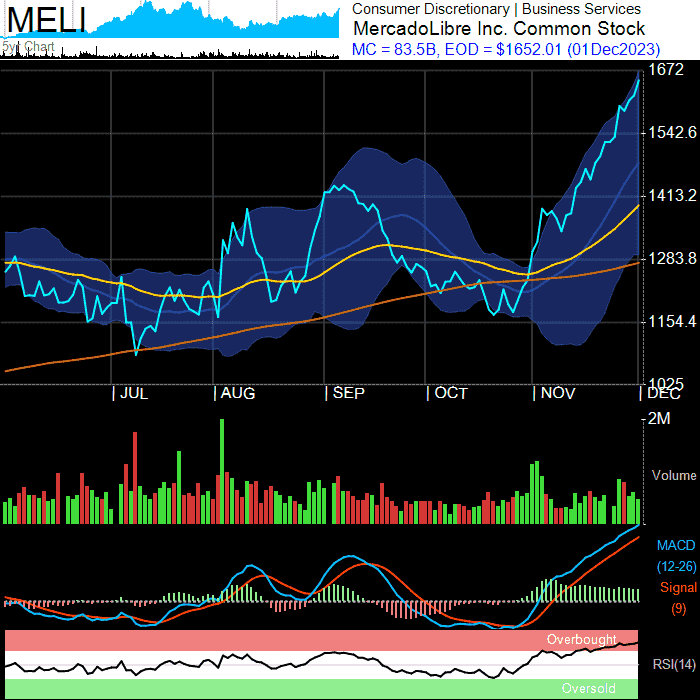 MELI
5yr Chart
Consumer Discretionary | Business Services
MercadoLibre Inc. Common Stock
MC = 83.5B, EOD = $1652.01 (01Dec2023)
1672
1542.6
1413.2
1283.8
1154.4
1025
| JUL | AUG | SEP | OCT | NOV | DEC
2M
Volume
MACD
(12-26)
Signal
(9)
Overbought
RSI(14)
Oversold